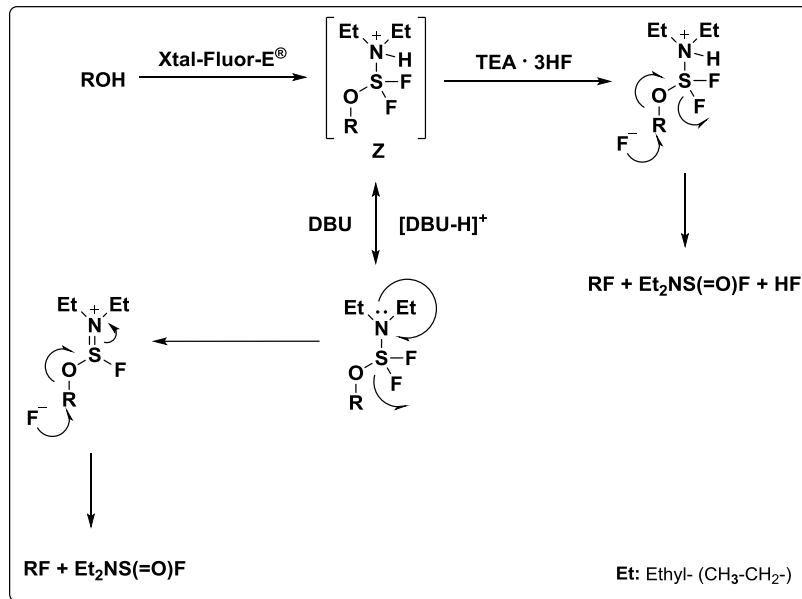 ROH
Xtal-Fluor-E®
Et Et
+
N H
S F
O F
R
Z
TEA · 3HF
Et Et
+
N H
S F
O F
R
F−
DBU [DBU-H]+
RF + Et2NS(=O)F + HF
Et Et
+
N
S
O F
R
F−
Et Et
N
S F
O F
R
RF + Et2NS(=O)F
Et: Ethyl- (CH3-CH2-)